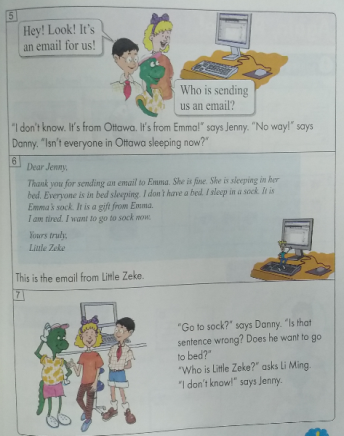 5
Hey! Look! It's
an email for us!
Who is sending
us an email?
"I don't know. It's from Ottawa. It's from Emma!" says Jenny. "No way!" says
Danny. "Isn't everyone in Ottawa sleeping now?"
6
Dear Jenny,
Thank you for sending an email to Emma. She is fine. She is sleeping in her
bed. Everyone is in bed sleeping. I don't have a bed. I sleep in a sock. It is
Emma's sock. It is a gift from Emma.
I am tired. I want to go to sock now.
Yours truly,
Little Zeke
This is the email from Little Zeke.
7
"Go to sock?" says Danny. "Is that
sentence wrong? Does he want to go
to bed?"
"Who is Little Zeke?" asks Li Ming.
"I don't know!" says Jenny.